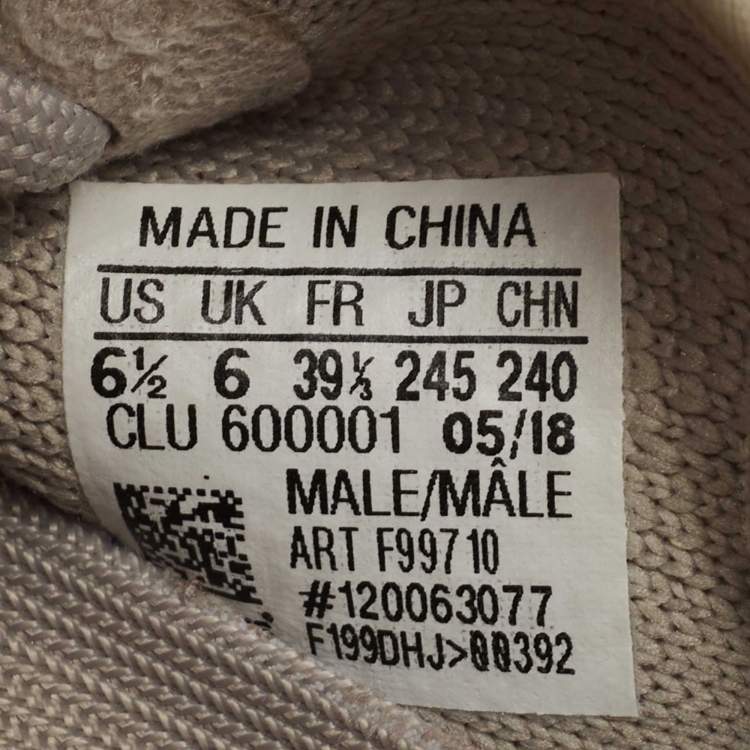 MADE IN CHINA
US UK FR JP CHN
6½ 6 39⅓ 245 240
CLU 600001 05/18
MALE/MÂLE
ART F99710
#120063077
F199DHJ>00392